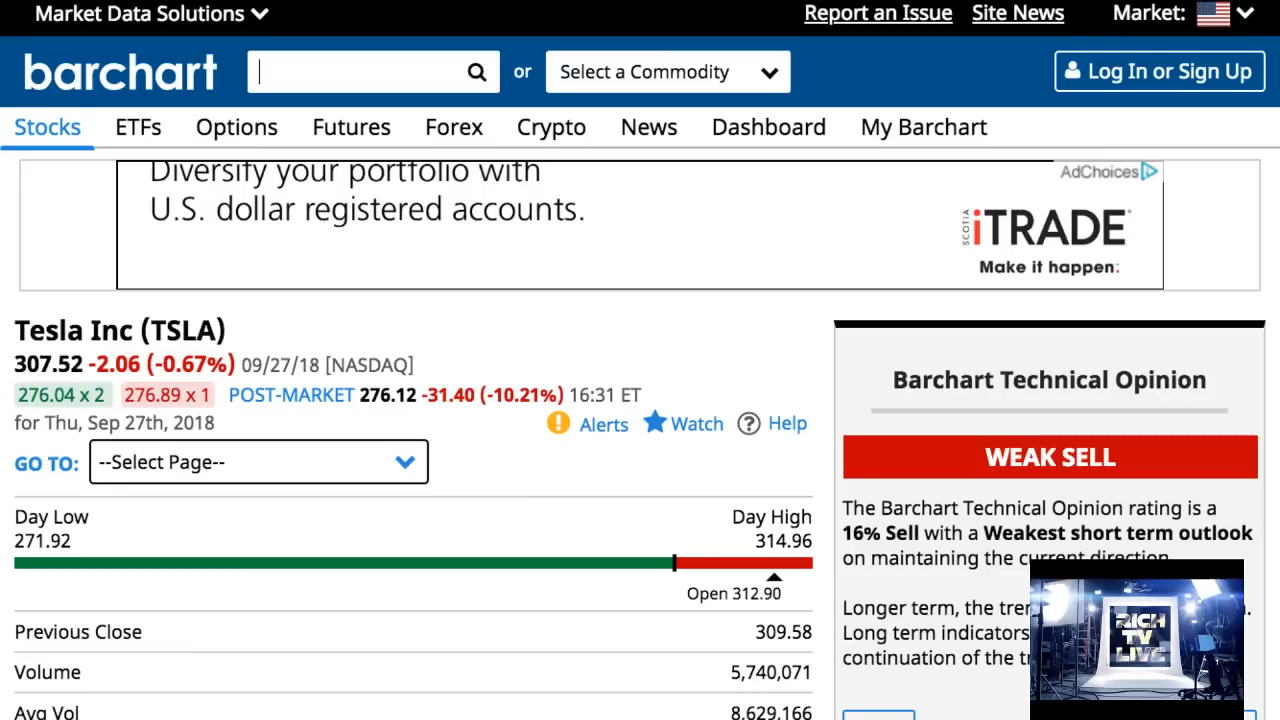 Market Data Solutions
Report an Issue
Site News
Market:
barchart
or
Select a Commodity
Log In or Sign Up
Stocks
ETFs
Options
Futures
Forex
Crypto
News
Dashboard
My Barchart
Diversify your portfolio with
U.S. dollar registered accounts.
AdChoices
SCOTIA
iTRADE
Make it happen:
Tesla Inc (TSLA)
307.52 -2.06 (-0.67%) 09/27/18 [NASDAQ]
276.04 x 2 276.89 x 1 POST-MARKET 276.12 -31.40 (-10.21%) 16:31 ET
for Thu, Sep 27th, 2018
Alerts
Watch
Help
GO TO:
--Select Page--
Day Low
Day High
271.92
314.96
Open 312.90
Previous Close
309.58
Volume
5,740,071
Avg Vol
8,629,166
Barchart Technical Opinion
WEAK SELL
The Barchart Technical Opinion rating is a
16% Sell with a Weakest short term outlook
on maintaining the current direction.
Longer term, the
Long term indicators
continuation of the
RICH
TV
LIVE